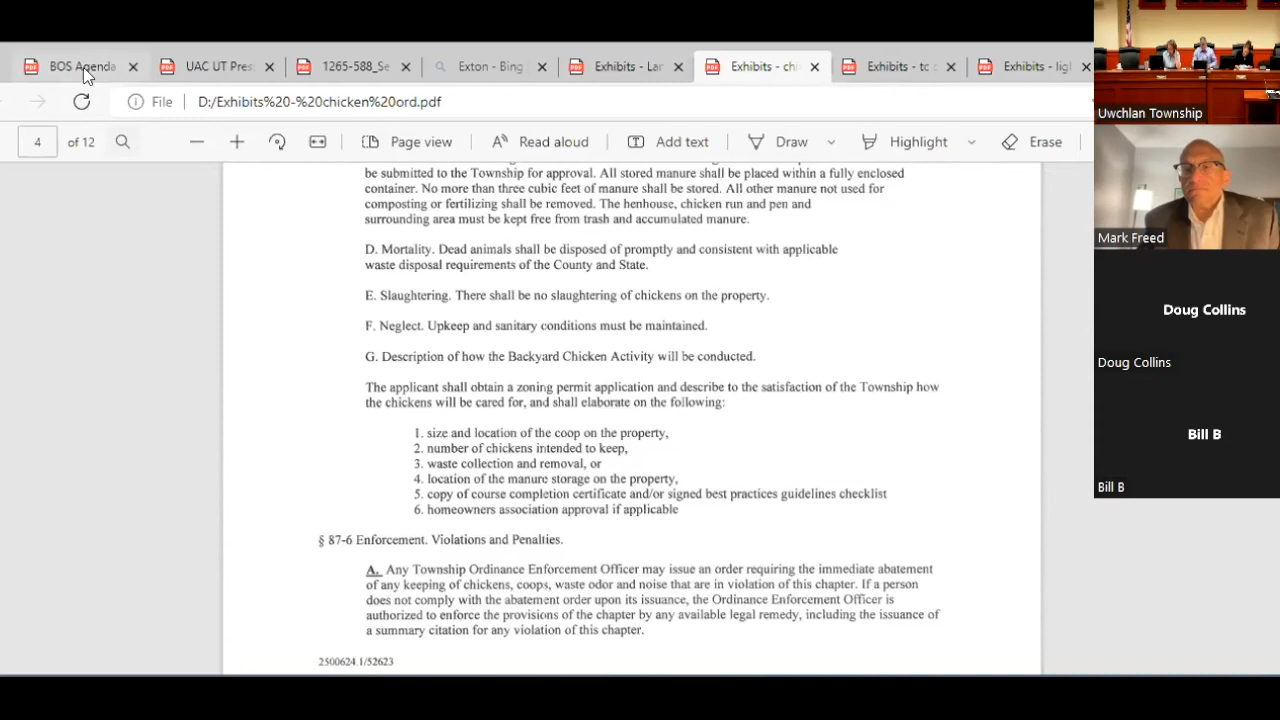 BOS Agenda
UAC UT Pres
1265-588_Se
Exton - Bing
Exhibits - Lar
Exhibits - chi
Exhibits - tc
Exhibits - ligl
File
D:/Exhibits%20-%20chicken%20ord.pdf
4 of 12
Page view
Read aloud
Add text
Draw
Highlight
Erase
be submitted to the Township for approval. All stored manure shall be placed within a fully enclosed
container. No more than three cubic feet of manure shall be stored. All other manure not used for
composting or fertilizing shall be removed. The henhouse, chicken run and pen and
surrounding area must be kept free from trash and accumulated manure.
D. Mortality. Dead animals shall be disposed of promptly and consistent with applicable
waste disposal requirements of the County and State.
E. Slaughtering. There shall be no slaughtering of chickens on the property.
F. Neglect. Upkeep and sanitary conditions must be maintained.
G. Description of how the Backyard Chicken Activity will be conducted.
The applicant shall obtain a zoning permit application and describe to the satisfaction of the Township how
the chickens will be cared for, and shall elaborate on the following:
1. size and location of the coop on the property,
2. number of chickens intended to keep,
3. waste collection and removal, or
4. location of the manure storage on the property,
5. copy of course completion certificate and/or signed best practices guidelines checklist
6. homeowners association approval if applicable
§ 87-6 Enforcement. Violations and Penalties.
A. Any Township Ordinance Enforcement Officer may issue an order requiring the immediate abatement
of any keeping of chickens, coops, waste odor and noise that are in violation of this chapter. If a person
does not comply with the abatement order upon its issuance, the Ordinance Enforcement Officer is
authorized to enforce the provisions of the chapter by any available legal remedy, including the issuance of
a summary citation for any violation of this chapter.
2500624.1/52623
Uwchlan Township
Mark Freed
Doug Collins
Doug Collins
Bill B
Bill B